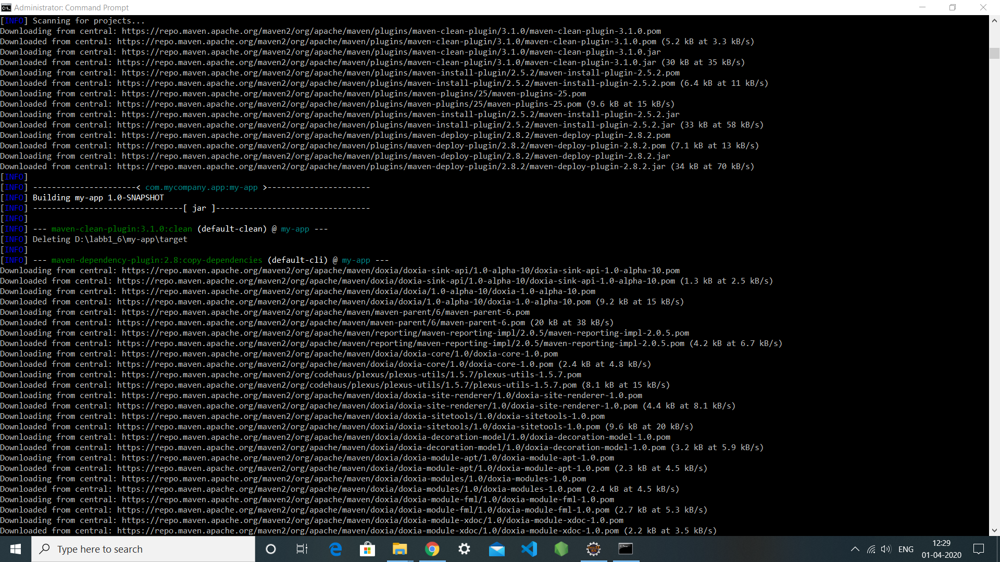 Administrator: Command Prompt
[INFO] Scanning for projects...
Downloading from central: https://repo.maven.apache.org/maven2/org/apache/maven/plugins/maven-clean-plugin/3.1.0/maven-clean-plugin-3.1.0.pom
Downloaded from central: https://repo.maven.apache.org/maven2/org/apache/maven/plugins/maven-clean-plugin/3.1.0/maven-clean-plugin-3.1.0.pom (5.2 kB at 3.3 kB/s)
Downloading from central: https://repo.maven.apache.org/maven2/org/apache/maven/plugins/maven-clean-plugin/3.1.0/maven-clean-plugin-3.1.0.jar
Downloaded from central: https://repo.maven.apache.org/maven2/org/apache/maven/plugins/maven-clean-plugin/3.1.0/maven-clean-plugin-3.1.0.jar (30 kB at 35 kB/s)
Downloading from central: https://repo.maven.apache.org/maven2/org/apache/maven/plugins/maven-install-plugin/2.5.2/maven-install-plugin-2.5.2.pom
Downloaded from central: https://repo.maven.apache.org/maven2/org/apache/maven/plugins/maven-install-plugin/2.5.2/maven-install-plugin-2.5.2.pom (6.4 kB at 11 kB/s)
Downloading from central: https://repo.maven.apache.org/maven2/org/apache/maven/plugins/maven-plugins/25/maven-plugins-25.pom
Downloaded from central: https://repo.maven.apache.org/maven2/org/apache/maven/plugins/maven-plugins/25/maven-plugins-25.pom (9.6 kB at 15 kB/s)
Downloading from central: https://repo.maven.apache.org/maven2/org/apache/maven/plugins/maven-install-plugin/2.5.2/maven-install-plugin-2.5.2.jar
Downloaded from central: https://repo.maven.apache.org/maven2/org/apache/maven/plugins/maven-install-plugin/2.5.2/maven-install-plugin-2.5.2.jar (33 kB at 58 kB/s)
Downloading from central: https://repo.maven.apache.org/maven2/org/apache/maven/plugins/maven-deploy-plugin/2.8.2/maven-deploy-plugin-2.8.2.pom
Downloaded from central: https://repo.maven.apache.org/maven2/org/apache/maven/plugins/maven-deploy-plugin/2.8.2/maven-deploy-plugin-2.8.2.pom (7.1 kB at 13 kB/s)
Downloading from central: https://repo.maven.apache.org/maven2/org/apache/maven/plugins/maven-deploy-plugin/2.8.2/maven-deploy-plugin-2.8.2.jar
Downloaded from central: https://repo.maven.apache.org/maven2/org/apache/maven/plugins/maven-deploy-plugin/2.8.2/maven-deploy-plugin-2.8.2.jar (34 kB at 70 kB/s)
[INFO]
[INFO] ----------------------< com.mycompany.app:my-app >----------------------
[INFO] Building my-app 1.0-SNAPSHOT
[INFO] --------------------------------[ jar ]---------------------------------
[INFO]
[INFO] --- maven-clean-plugin:3.1.0:clean (default-clean) @ my-app ---
[INFO] Deleting D:\labb1_6\my-app\target
[INFO]
[INFO] --- maven-dependency-plugin:2.8:copy-dependencies (default-cli) @ my-app ---
Downloading from central: https://repo.maven.apache.org/maven2/org/apache/maven/doxia/doxia-sink-api/1.0-alpha-10/doxia-sink-api-1.0-alpha-10.pom
Downloaded from central: https://repo.maven.apache.org/maven2/org/apache/maven/doxia/doxia-sink-api/1.0-alpha-10/doxia-sink-api-1.0-alpha-10.pom (1.3 kB at 2.5 kB/s)
Downloading from central: https://repo.maven.apache.org/maven2/org/apache/maven/doxia/doxia/1.0-alpha-10/doxia-1.0-alpha-10.pom
Downloaded from central: https://repo.maven.apache.org/maven2/org/apache/maven/doxia/doxia/1.0-alpha-10/doxia-1.0-alpha-10.pom (9.2 kB at 15 kB/s)
Downloading from central: https://repo.maven.apache.org/maven2/org/apache/maven/maven-parent/6/maven-parent-6.pom
Downloaded from central: https://repo.maven.apache.org/maven2/org/apache/maven/maven-parent/6/maven-parent-6.pom (20 kB at 38 kB/s)
Downloading from central: https://repo.maven.apache.org/maven2/org/apache/maven/reporting/maven-reporting-impl/2.0.5/maven-reporting-impl-2.0.5.pom
Downloaded from central: https://repo.maven.apache.org/maven2/org/apache/maven/reporting/maven-reporting-impl/2.0.5/maven-reporting-impl-2.0.5.pom (4.2 kB at 6.7 kB/s)
Downloading from central: https://repo.maven.apache.org/maven2/org/apache/maven/doxia/doxia-core/1.0/doxia-core-1.0.pom
Downloaded from central: https://repo.maven.apache.org/maven2/org/apache/maven/doxia/doxia-core/1.0/doxia-core-1.0.pom (2.4 kB at 4.8 kB/s)
Downloading from central: https://repo.maven.apache.org/maven2/org/codehaus/plexus/plexus-utils/1.5.7/plexus-utils-1.5.7.pom
Downloaded from central: https://repo.maven.apache.org/maven2/org/codehaus/plexus/plexus-utils/1.5.7/plexus-utils-1.5.7.pom (8.1 kB at 15 kB/s)
Downloading from central: https://repo.maven.apache.org/maven2/org/apache/maven/doxia/doxia-site-renderer/1.0/doxia-site-renderer-1.0.pom
Downloaded from central: https://repo.maven.apache.org/maven2/org/apache/maven/doxia/doxia-site-renderer/1.0/doxia-site-renderer-1.0.pom (4.4 kB at 8.1 kB/s)
Downloading from central: https://repo.maven.apache.org/maven2/org/apache/maven/doxia/doxia-sitetools/1.0/doxia-sitetools-1.0.pom
Downloaded from central: https://repo.maven.apache.org/maven2/org/apache/maven/doxia/doxia-sitetools/1.0/doxia-sitetools-1.0.pom (9.6 kB at 20 kB/s)
Downloading from central: https://repo.maven.apache.org/maven2/org/apache/maven/doxia/doxia-decoration-model/1.0/doxia-decoration-model-1.0.pom
Downloaded from central: https://repo.maven.apache.org/maven2/org/apache/maven/doxia/doxia-decoration-model/1.0/doxia-decoration-model-1.0.pom (3.2 kB at 5.9 kB/s)
Downloading from central: https://repo.maven.apache.org/maven2/org/apache/maven/doxia/doxia-module-apt/1.0/doxia-module-apt-1.0.pom
Downloaded from central: https://repo.maven.apache.org/maven2/org/apache/maven/doxia/doxia-module-apt/1.0/doxia-module-apt-1.0.pom (2.3 kB at 4.5 kB/s)
Downloading from central: https://repo.maven.apache.org/maven2/org/apache/maven/doxia/doxia-modules/1.0/doxia-modules-1.0.pom
Downloaded from central: https://repo.maven.apache.org/maven2/org/apache/maven/doxia/doxia-modules/1.0/doxia-modules-1.0.pom (2.4 kB at 4.5 kB/s)
Downloading from central: https://repo.maven.apache.org/maven2/org/apache/maven/doxia/doxia-module-fml/1.0/doxia-module-fml-1.0.pom
Downloaded from central: https://repo.maven.apache.org/maven2/org/apache/maven/doxia/doxia-module-fml/1.0/doxia-module-fml-1.0.pom (2.7 kB at 5.3 kB/s)
Downloading from central: https://repo.maven.apache.org/maven2/org/apache/maven/doxia/doxia-module-xdoc/1.0/doxia-module-xdoc-1.0.pom
Downloaded from central: https://repo.maven.apache.org/maven2/org/apache/maven/doxia/doxia-module-xdoc/1.0/doxia-module-xdoc-1.0.pom (2.2 kB at 3.5 kB/s)
Type here to search
ENG
12:29
01-04-2020